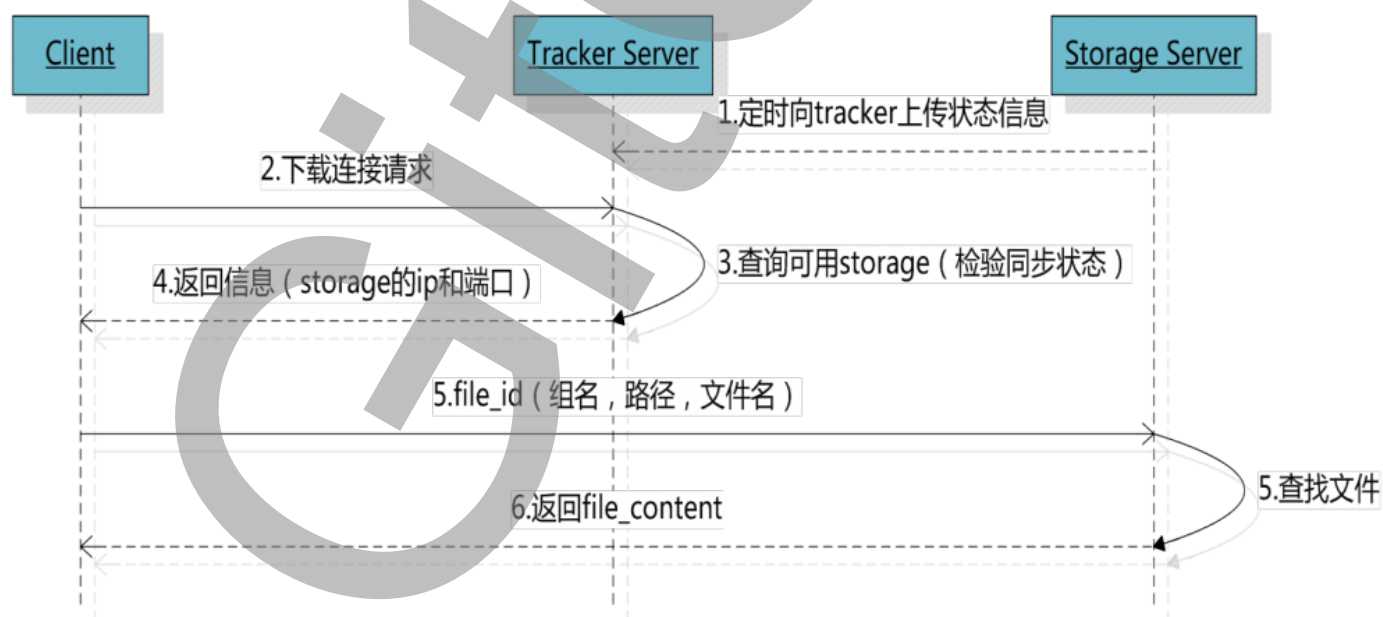 Client
Tracker Server
Storage Server
1.定时向tracker上传状态信息
2.下载连接请求
3.查询可用storage（检验同步状态）
4.返回信息（storage的ip和端口）
5.file_id（组名，路径，文件名）
5.查找文件
6.返回file_content